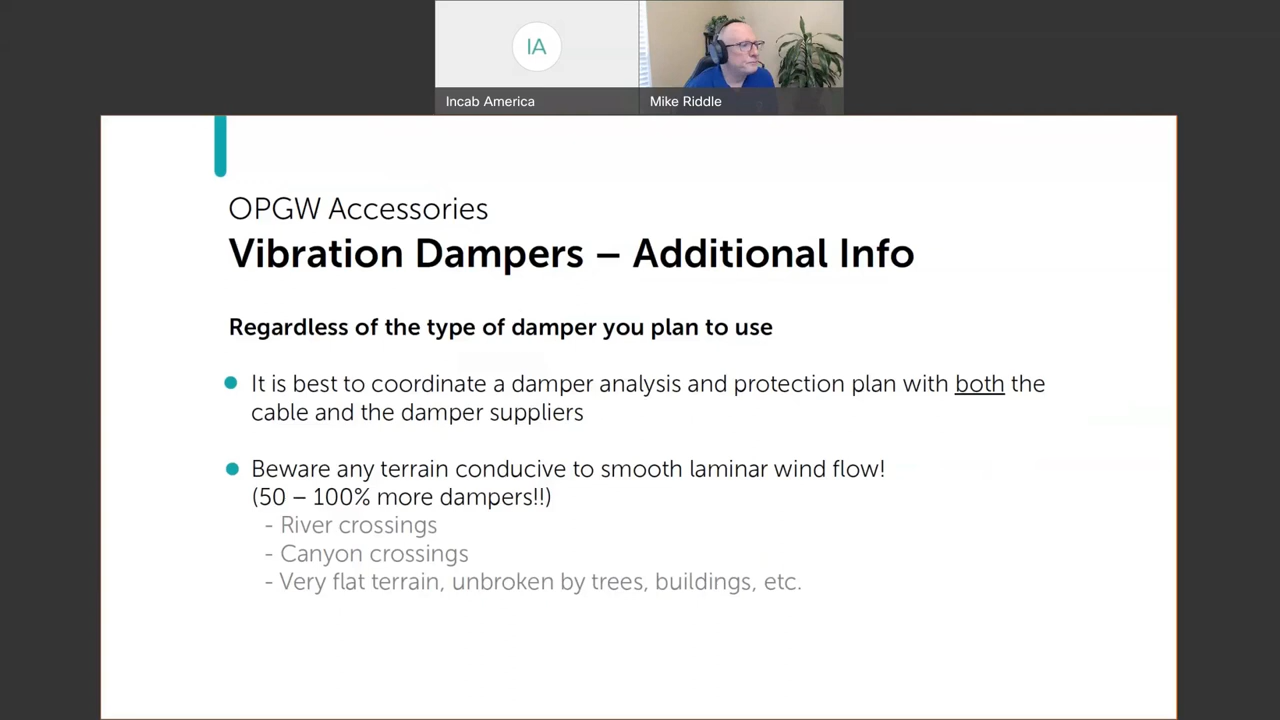 IA
Incab America
Mike Riddle
OPGW Accessories
Vibration Dampers – Additional Info
Regardless of the type of damper you plan to use
It is best to coordinate a damper analysis and protection plan with both the
cable and the damper suppliers
Beware any terrain conducive to smooth laminar wind flow!
(50 – 100% more dampers!!)
- River crossings
- Canyon crossings
- Very flat terrain, unbroken by trees, buildings, etc.